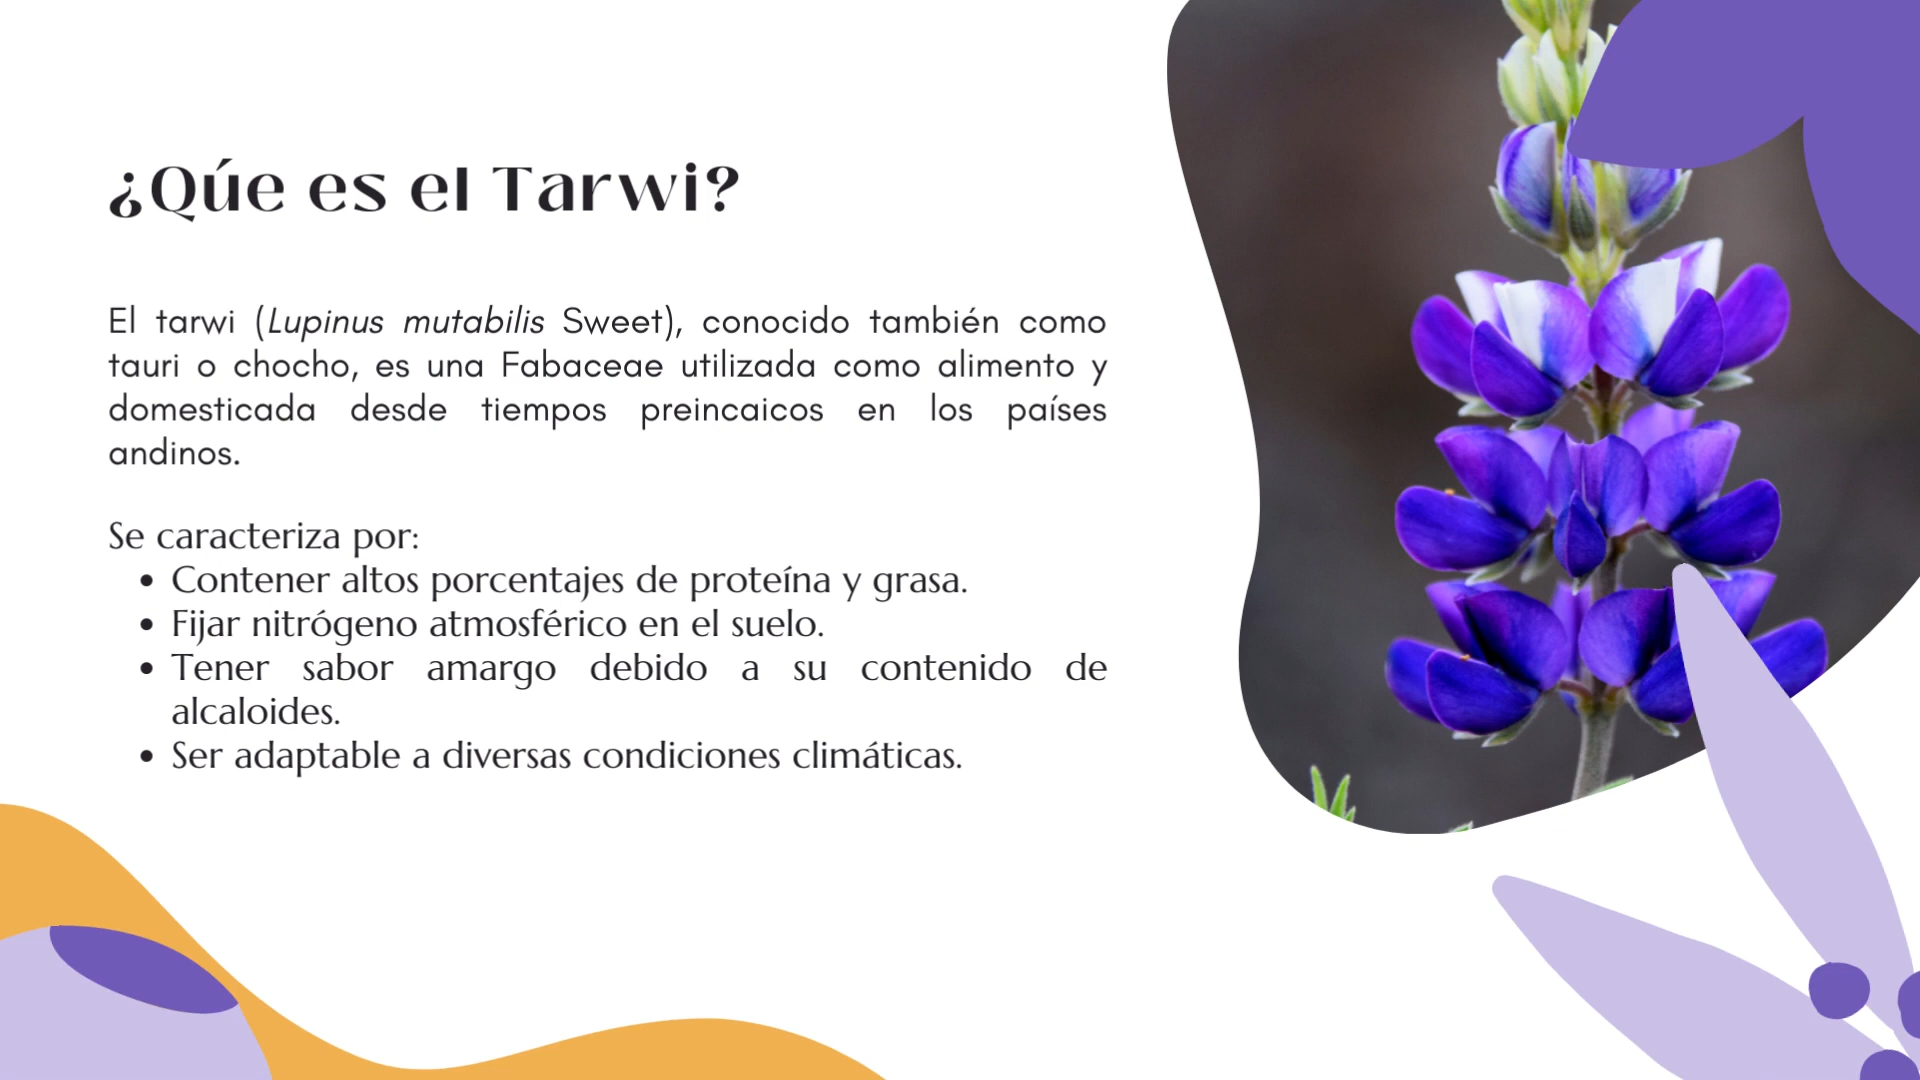 ¿Qúe es el Tarwi?
El tarwi (Lupinus mutabilis Sweet), conocido también como
tauri o chocho, es una Fabaceae utilizada como alimento y
domesticada desde tiempos preincaicos en los países
andinos.
Se caracteriza por:
• Contener altos porcentajes de proteína y grasa.
• Fijar nitrógeno atmosférico en el suelo.
• Tener sabor amargo debido a su contenido de
alcaloides.
• Ser adaptable a diversas condiciones climáticas.